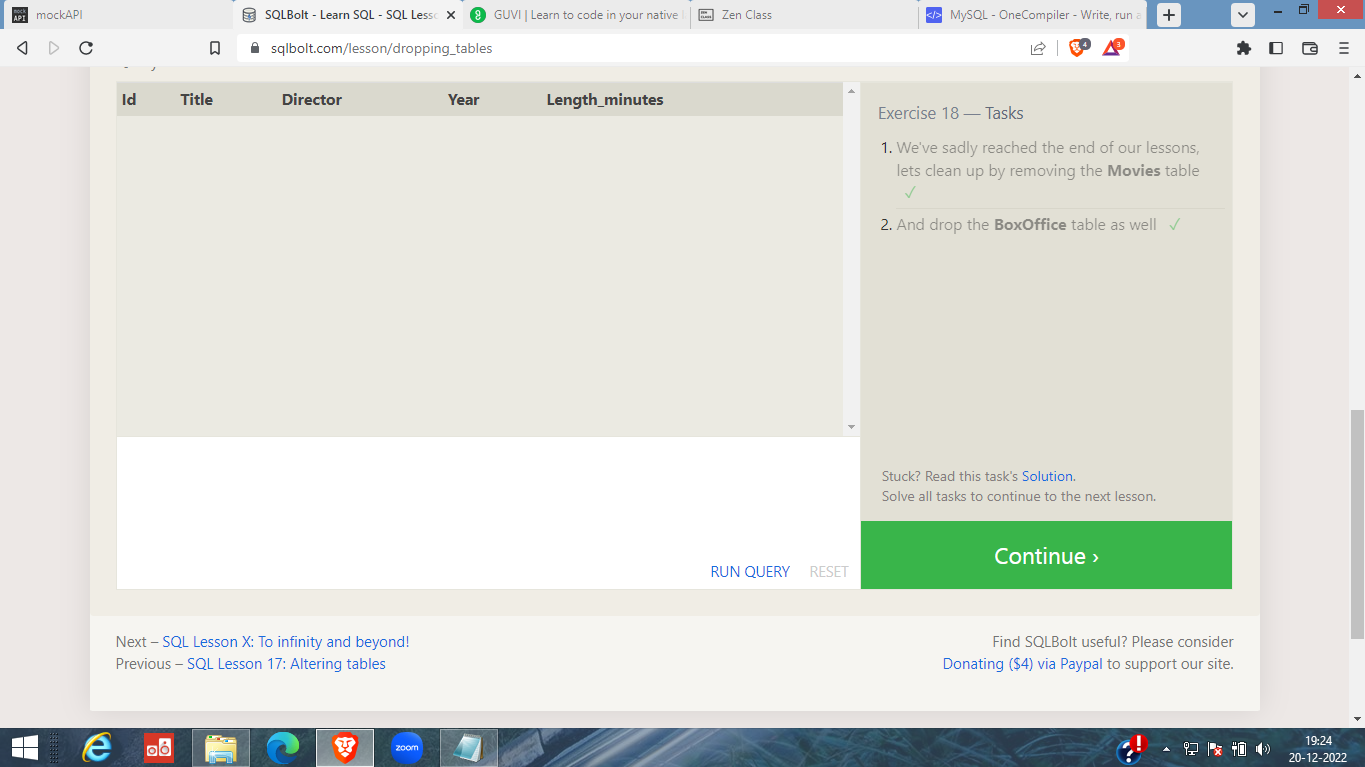 mockAPI
SQLBolt - Learn SQL - SQL Less
GUVI | Learn to code in your native
Zen Class
MySQL - OneCompiler - Write, run a
sqlbolt.com/lesson/dropping_tables
4
3
Id Title Director Year Length_minutes
Exercise 18 — Tasks
1. We've sadly reached the end of our lessons,
lets clean up by removing the Movies table
✓
2. And drop the BoxOffice table as well ✓
Stuck? Read this task's Solution.
Solve all tasks to continue to the next lesson.
RUN QUERY RESET
Continue ›
Next – SQL Lesson X: To infinity and beyond!
Previous – SQL Lesson 17: Altering tables
Find SQLBolt useful? Please consider
Donating ($4) via Paypal to support our site.
zoom
19:24
20-12-2022